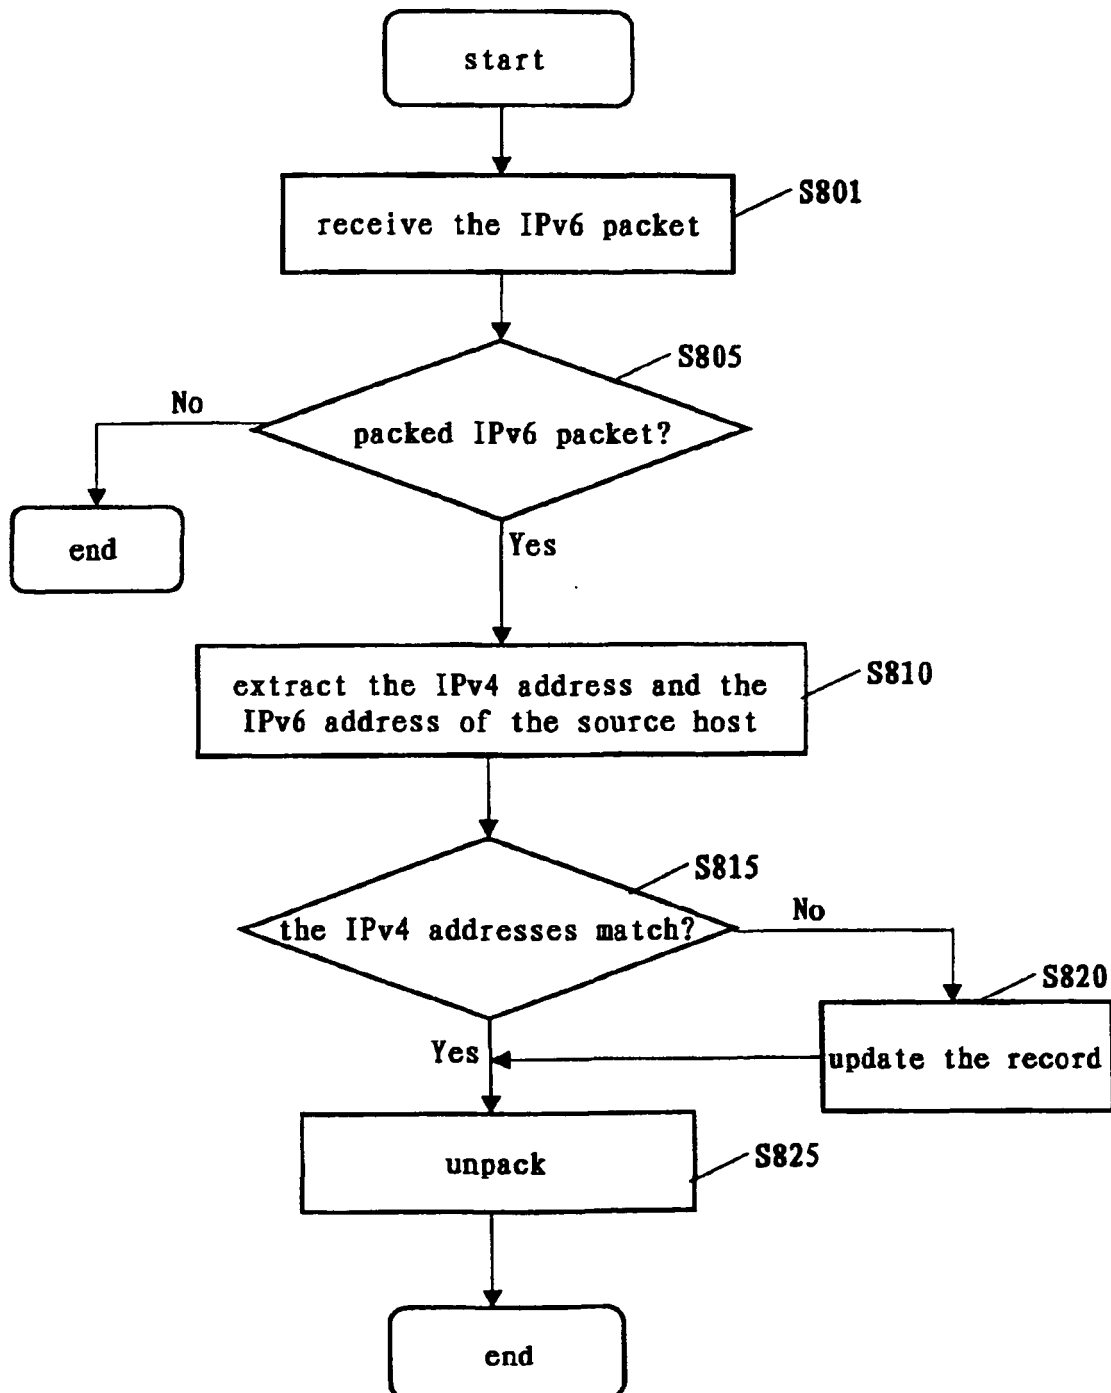 start
S801
receive the IPv6 packet
S805
No
packed IPv6 packet?
end
Yes
S810
extract the IPv4 address and the
IPv6 address of the source host
S815
No
the IPv4 addresses match?
S820
Yes
update the record
unpack
S825
end